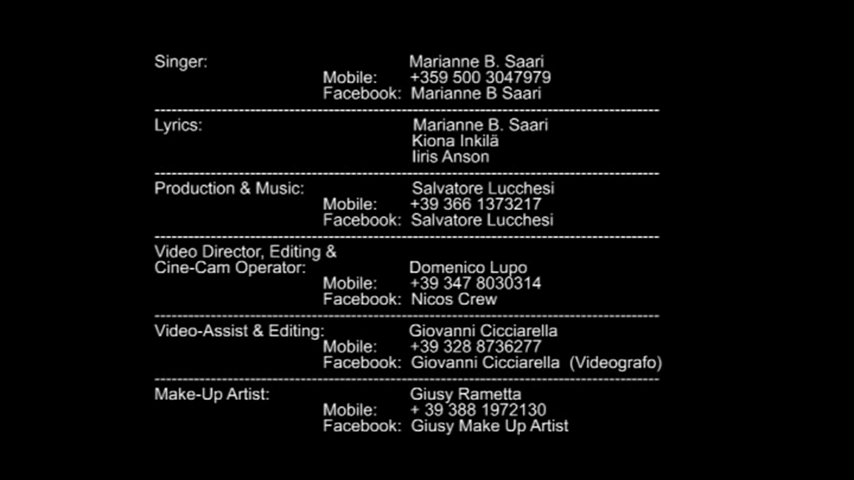 Singer: Marianne B. Saari
Mobile: +359 500 3047979
Facebook: Marianne B Saari
Lyrics: Marianne B. Saari
Kiona Inkilä
Iiris Anson
Production & Music: Salvatore Lucchesi
Mobile: +39 366 1373217
Facebook: Salvatore Lucchesi
Video Director, Editing &
Cine-Cam Operator: Domenico Lupo
Mobile: +39 347 8030314
Facebook: Nicos Crew
Video-Assist & Editing: Giovanni Cicciarella
Mobile: +39 328 8736277
Facebook: Giovanni Cicciarella (Videografo)
Make-Up Artist: Giusy Rametta
Mobile: + 39 388 1972130
Facebook: Giusy Make Up Artist